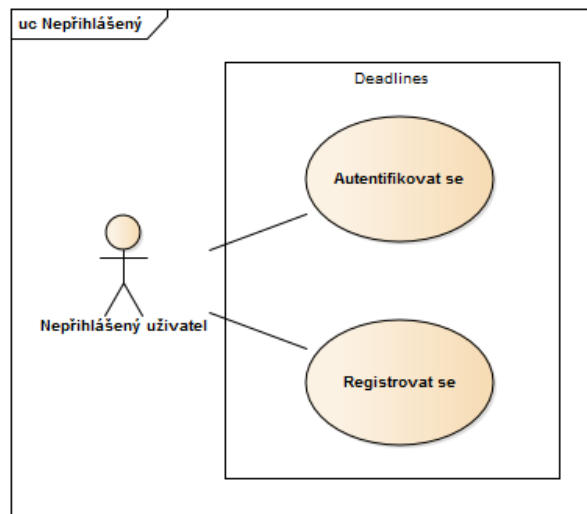 uc Nepřihlášený
Deadlines
Autentifikovat se
Nepřihlášený uživatel
Registrovat se